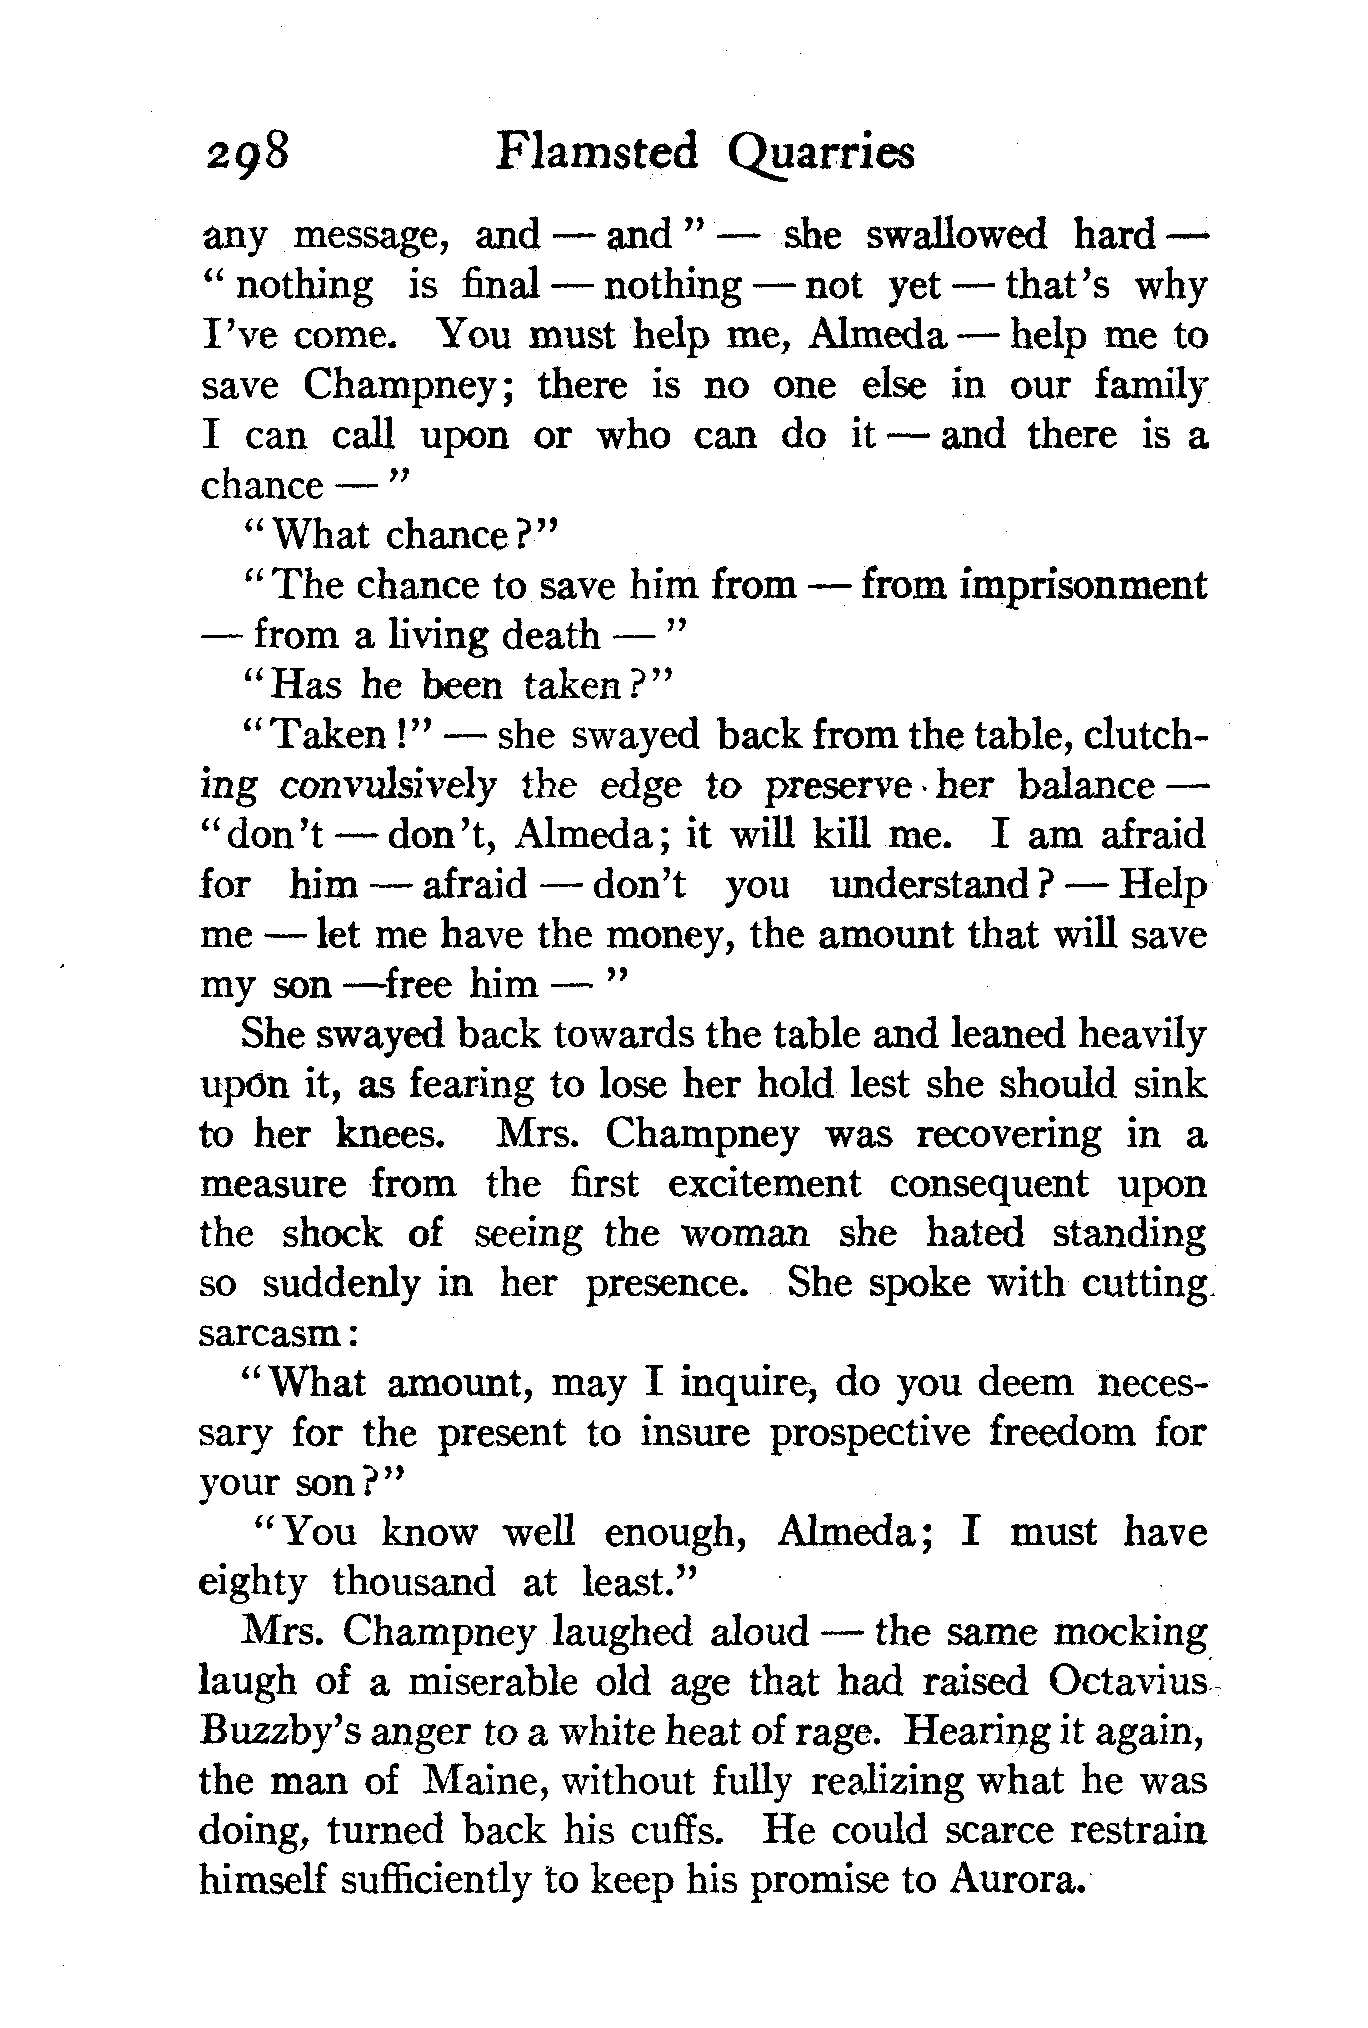 298 Flamsted Quarries
any message, and — and " — she swallowed hard —
" nothing is final — nothing — not yet — that's why
I've come. You must help me, Almeda — help me to
save Champney; there is no one else in our family
I can call upon or who can do it — and there is a
chance — "
"What chance?"
"The chance to save him from — from imprisonment
— from a living death — "
"Has he been taken?"
"Taken!" — she swayed back from the table, clutch-
ing convulsively the edge to preserve her balance —
"don't — don't, Almeda; it will kill me. I am afraid
for him — afraid — don't you understand? — Help
me — let me have the money, the amount that will save
my son —free him — "
She swayed back towards the table and leaned heavily
upon it, as fearing to lose her hold lest she should sink
to her knees. Mrs. Champney was recovering in a
measure from the first excitement consequent upon
the shock of seeing the woman she hated standing
so suddenly in her presence. She spoke with cutting
sarcasm:
"What amount, may I inquire, do you deem neces-
sary for the present to insure prospective freedom for
your son?"
"You know well enough, Almeda; I must have
eighty thousand at least."
Mrs. Champney laughed aloud — the same mocking
laugh of a miserable old age that had raised Octavius
Buzzby's anger to a white heat of rage. Hearing it again,
the man of Maine, without fully realizing what he was
doing, turned back his cuffs. He could scarce restrain
himself sufficiently to keep his promise to Aurora.